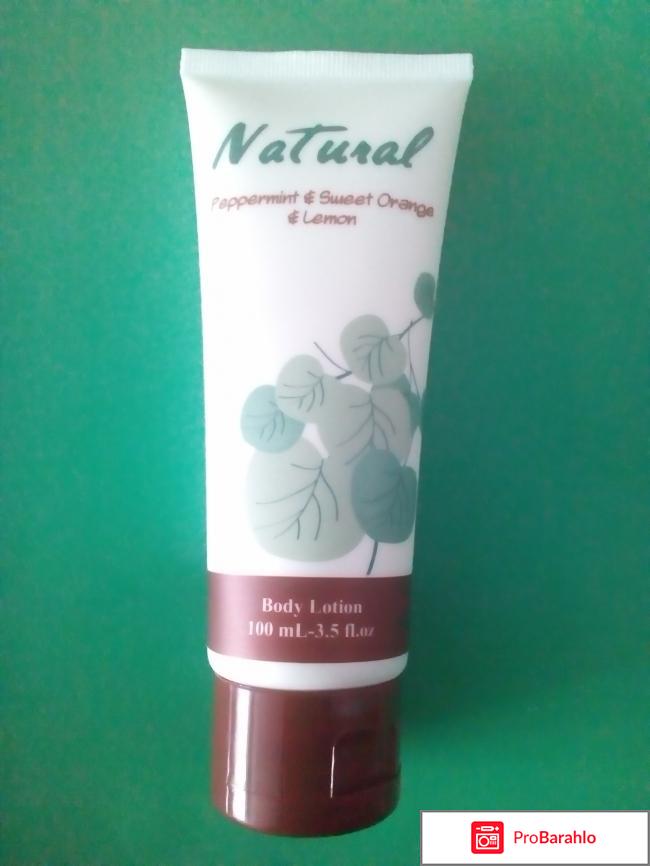 Natural
Peppermint & Sweet Orange
& Lemon
Body Lotion
100 mL-3.5 fl.oz
ProBarahlo